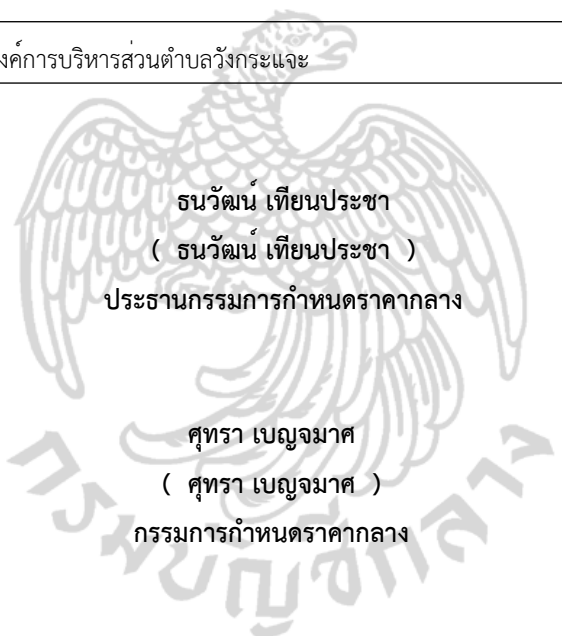 งค์การบริหารส่วนตำบลวังกระแจะ
ธนวัฒน์ เทียนประชา
( ธนวัฒน์ เทียนประชา )
ประธานกรรมการกำหนดราคากลาง
ศุทรา เบญจมาศ
( ศุทรา เบญจมาศ )
กรรมการกำหนดราคากลาง
กรมบัญชีกลาง